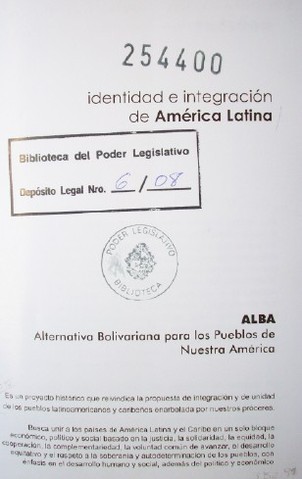 254400
identidad e integración
de América Latina
Biblioteca del Poder Legislativo
Depósito Legal Nro. 6 / 08
PODER LEGISLATIVO
BIBLIOTECA
ALBA
Alternativa Bolivariana para los Pueblos de
Nuestra América
Es un proyecto histórico que reivindica la propuesta de integración y de unidad
de los pueblos latinoamericanos y caribeños enarbolada por nuestros próceres.
Busca unir a los países de América Latina y el Caribe en un solo bloque
económico, político y social basado en la justicia, la solidaridad, la equidad, la
cooperación, la complementariedad, la voluntad común de avanzar, el desarrollo
equitativo y el respeto a la soberanía y autodeterminación de los pueblos, con
énfasis en el desarrollo humano y social, además del político y económico